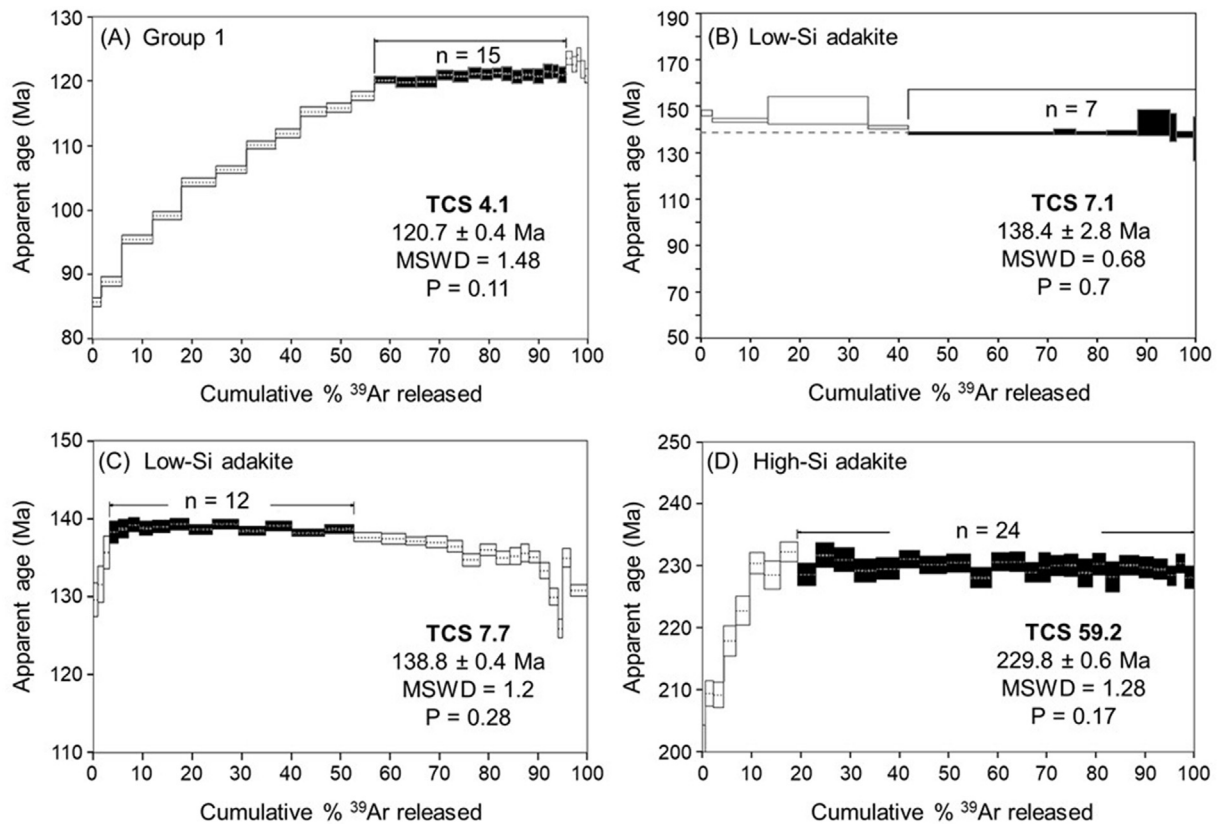 (A) Group 1
n = 15
TCS 4.1
120.7 ± 0.4 Ma
MSWD = 1.48
P = 0.11
Apparent age (Ma)
130
120
110
100
90
80
0 10 20 30 40 50 60 70 80 90 100
Cumulative % ³⁹Ar released
(B) Low-Si adakite
n = 7
TCS 7.1
138.4 ± 2.8 Ma
MSWD = 0.68
P = 0.7
Apparent age (Ma)
190
170
150
130
110
90
70
50
0 10 20 30 40 50 60 70 80 90 100
Cumulative % ³⁹Ar released
(C) Low-Si adakite
n = 12
TCS 7.7
138.8 ± 0.4 Ma
MSWD = 1.2
P = 0.28
Apparent age (Ma)
150
140
130
120
110
0 10 20 30 40 50 60 70 80 90 100
Cumulative % ³⁹Ar released
(D) High-Si adakite
n = 24
TCS 59.2
229.8 ± 0.6 Ma
MSWD = 1.28
P = 0.17
Apparent age (Ma)
250
240
230
220
210
200
0 10 20 30 40 50 60 70 80 90 100
Cumulative % ³⁹Ar released